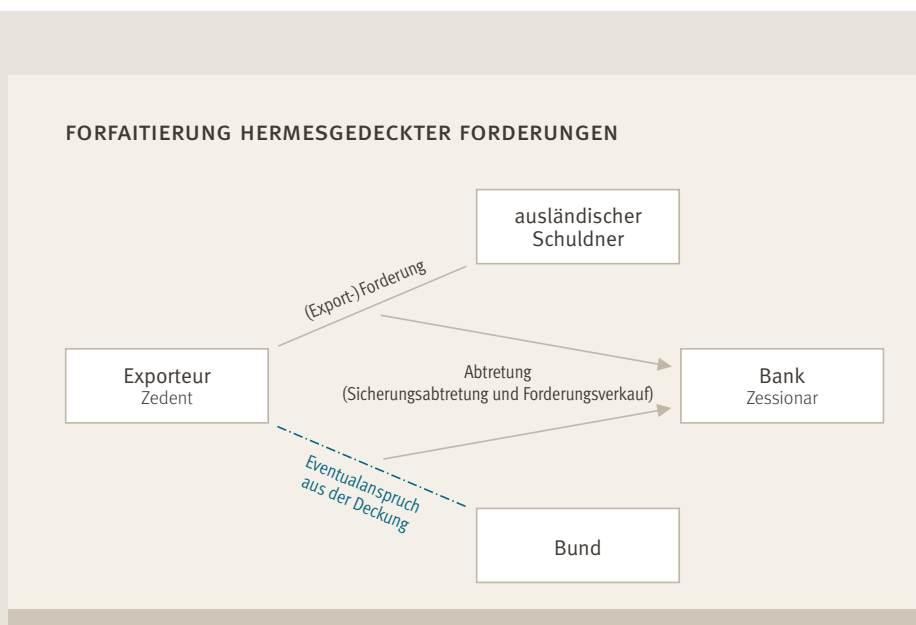 FORFAITIERUNG HERMESGEDECKTER FORDERUNGEN
ausländischer
Schuldner
(Export-)Forderung
Exporteur
Zedent
Abtretung
(Sicherungsabtretung und Forderungsverkauf)
Bank
Zessionar
Eventualanspruch
aus der Deckung
Bund